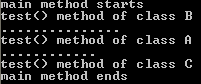 main method starts
test() method of class B
...............
test() method of class A
...............
test() method of class C
main method ends